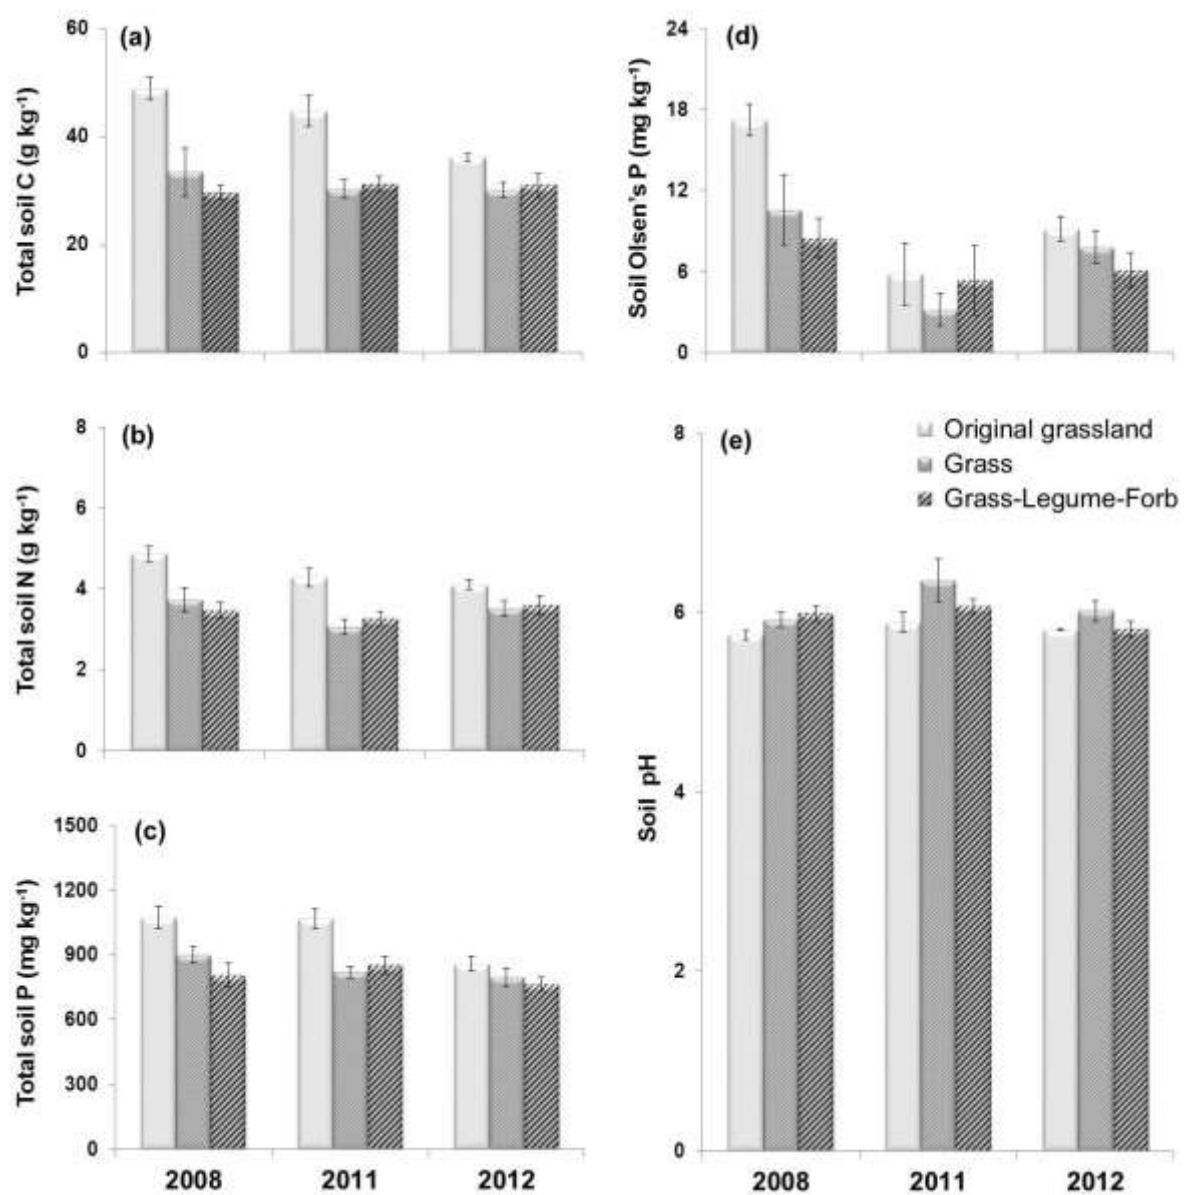 (a)
Total soil C (g kg⁻¹)
60
40
20
0
(d)
Soil Olsen's P (mg kg⁻¹)
24
18
12
6
0
(b)
Total soil N (g kg⁻¹)
8
6
4
2
0
(c)
Total soil P (mg kg⁻¹)
1500
1200
900
600
300
0
2008 2011 2012
(e)
Original grassland
Grass
Grass-Legume-Forb
Soil pH
8
6
4
2
0
2008 2011 2012